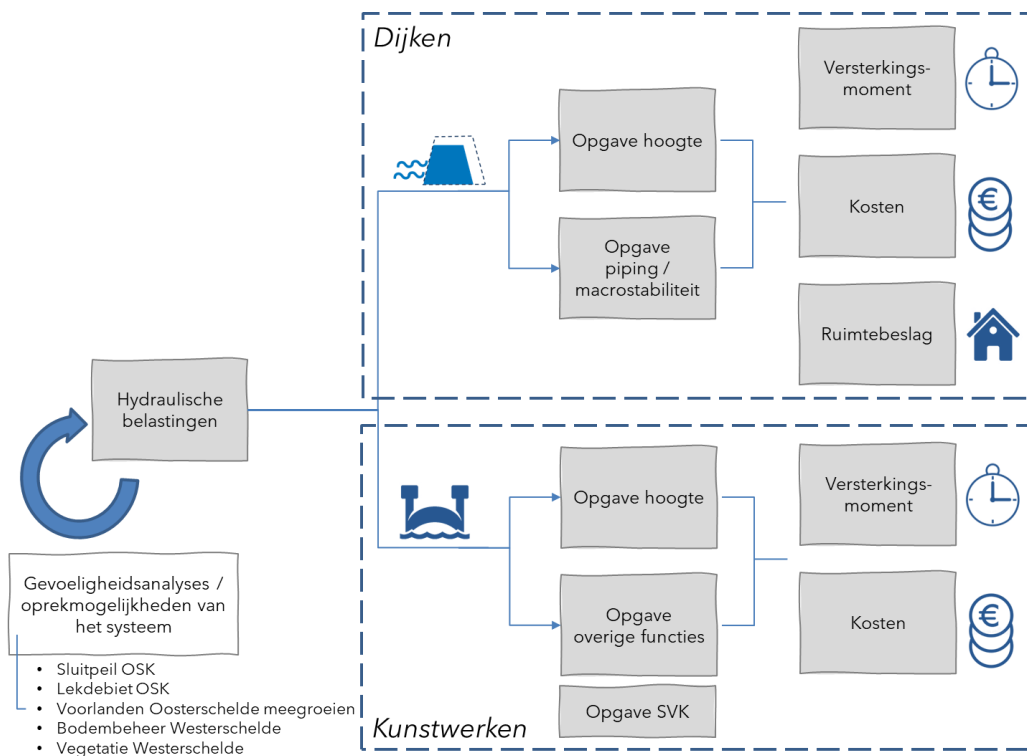 Dijken
Versterkings-
moment
Opgave hoogte
€
Kosten
Opgave
piping /
macrostabiliteit
Ruimtebeslag
Hydraulische
belastingen
Gevoeligheidsanalyses /
oprekmogelijkheden van
het systeem
• Sluitpeil OSK
• Lekdebiet OSK
• Voorlanden Oosterschelde meegroeien
• Bodembeheer Westerschelde
• Vegetatie Westerschelde
Opgave hoogte
Versterkings-
moment
Opgave
overige functies
Kosten
€
Opgave SVK
Kunstwerken